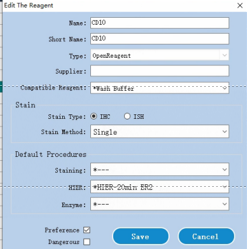 Edit The Reagent
Name: CD10
Short Name: CD10
Type: OpenReagent
Supplier:
Compatible Reagent: *Wash Buffer
Stain
Stain Type: IHC ISH
Stain Method: Single
Default Procedures
Staining: *---
HIER: *HIER-20min ER2
Enzyme: *---
Preference
Dangerous
Save Cancel